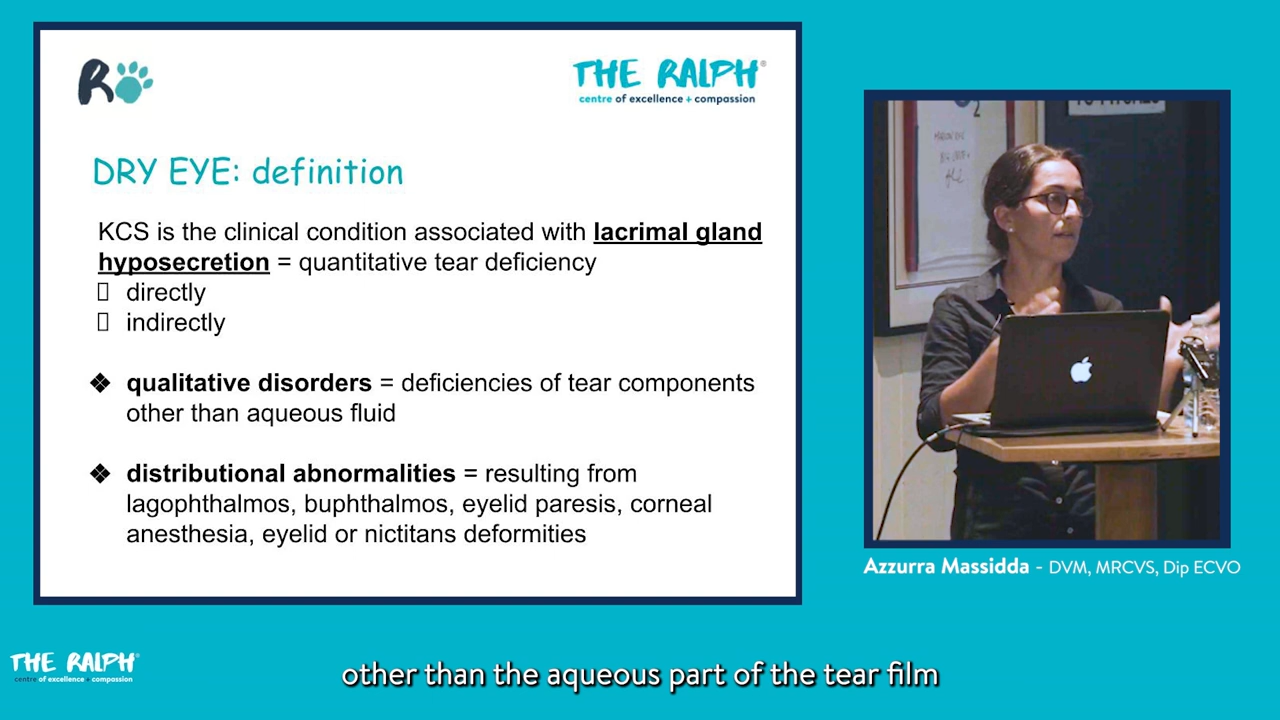 R
THE RALPH®
centre of excellence + compassion
DRY EYE: definition
KCS is the clinical condition associated with lacrimal gland
hyposecretion = quantitative tear deficiency
directly
indirectly
❖ qualitative disorders = deficiencies of tear components
other than aqueous fluid
❖ distributional abnormalities = resulting from
lagophthalmos, buphthalmos, eyelid paresis, corneal
anesthesia, eyelid or nictitans deformities
2
Azzurra Massidda - DVM, MRCVS, Dip ECVO
THE RALPH®
centre of excellence + compassion
other than the aqueous part of the tear film